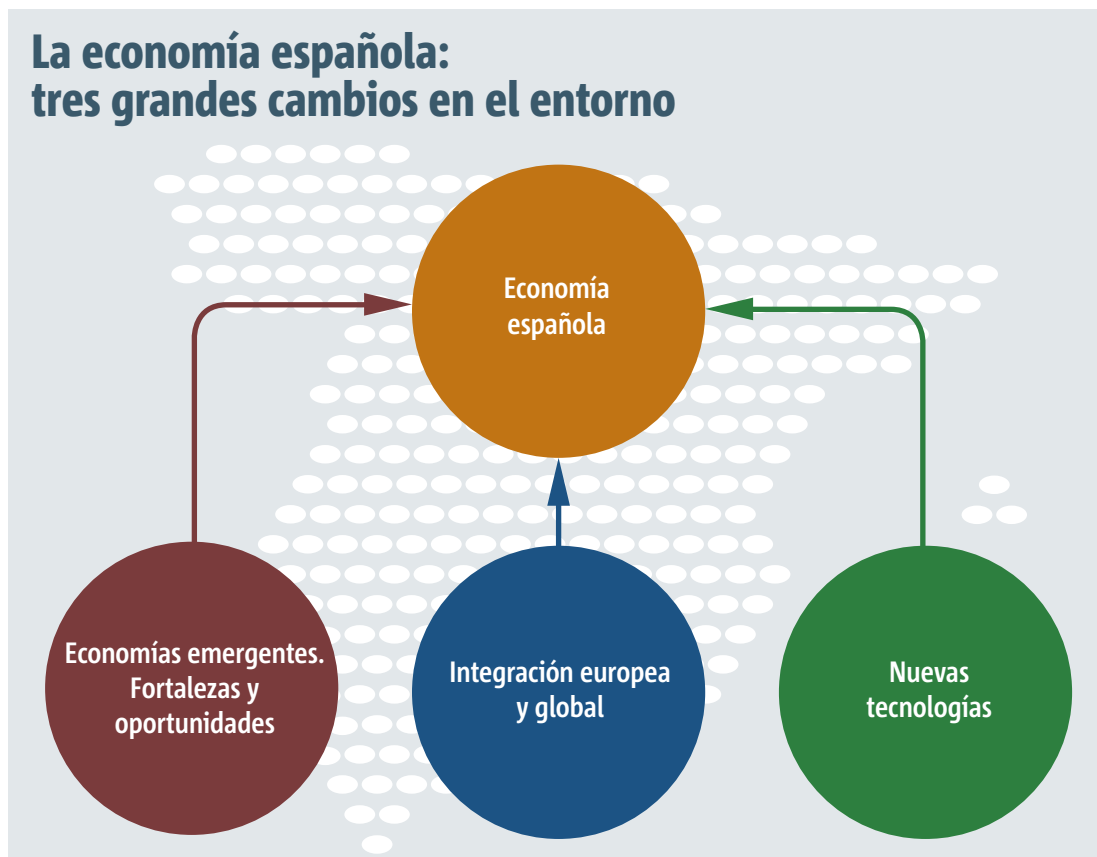 La economía española:
tres grandes cambios en el entorno
Economía
española
Economías emergentes.
Fortalezas y
oportunidades
Integración europea
y global
Nuevas
tecnologías